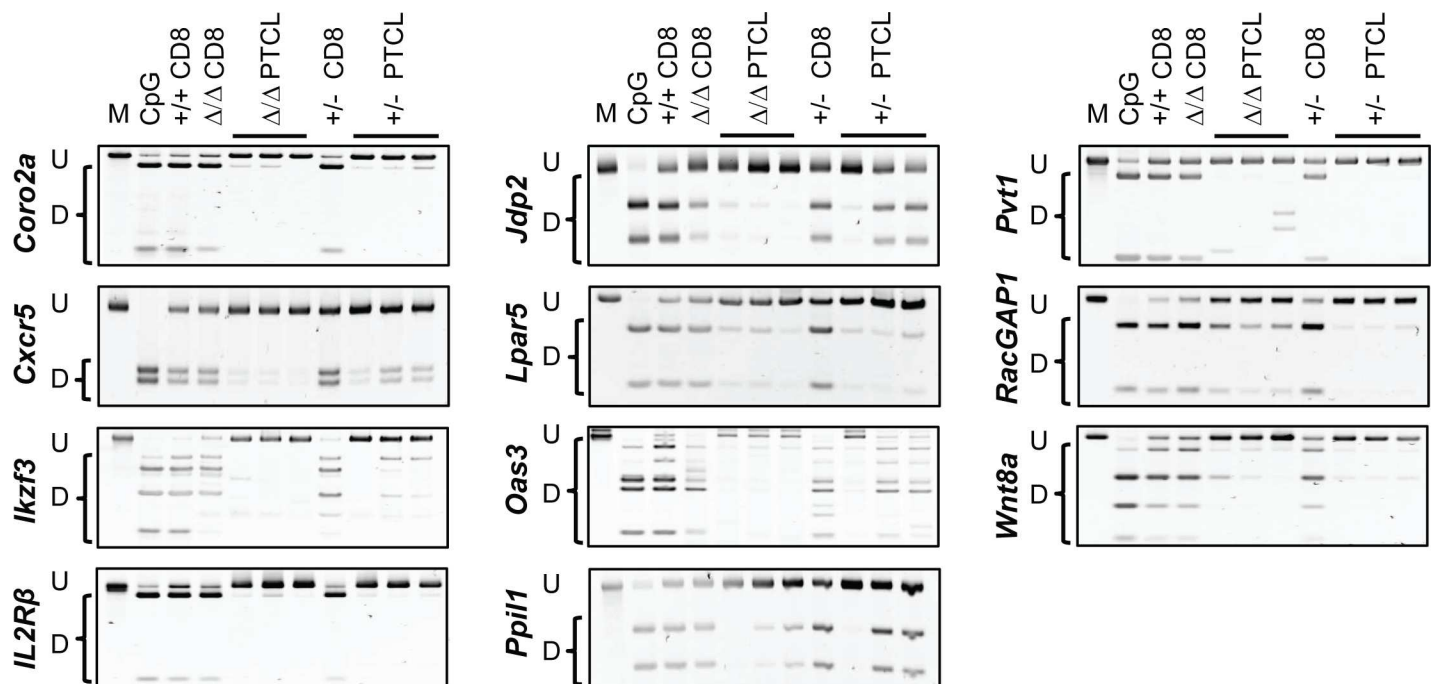 M CpG +/+ CD8 Δ/Δ CD8 Δ/Δ PTCL +/- CD8 +/- PTCL
Coro2a U D
Cxcr5 U D
Ikzf3 U D
IL2Rβ U D
M CpG +/+ CD8 Δ/Δ CD8 Δ/Δ PTCL +/- CD8 +/- PTCL
Jdp2 U D
Lpar5 U D
Oas3 U D
Ppil1 U D
M CpG +/+ CD8 Δ/Δ CD8 Δ/Δ PTCL +/- CD8 +/- PTCL
Pvt1 U D
RacGAP1 U D
Wnt8a U D